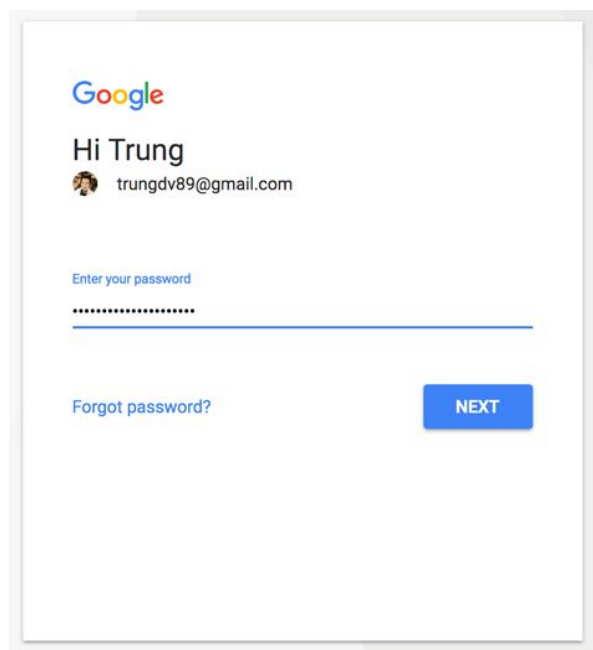 Google
Hi Trung
trungdv89@gmail.com
Enter your password
•••••••••••••••••••••
Forgot password?
NEXT